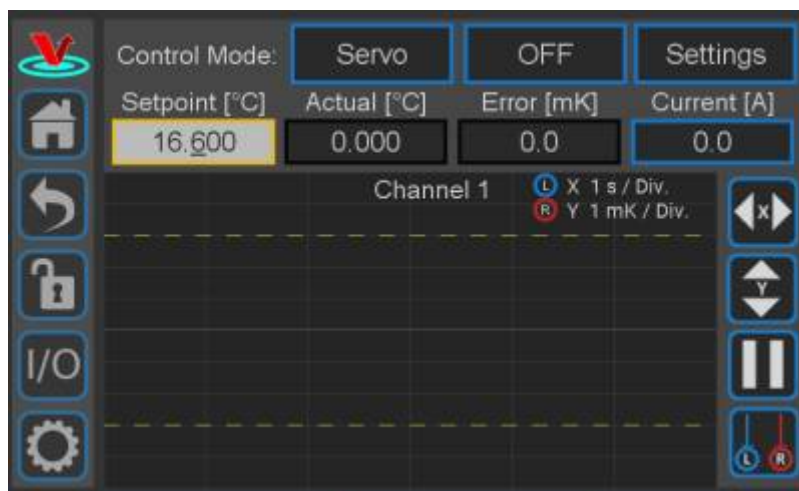 Control Mode: Servo OFF Settings
Setpoint [°C] Actual [°C] Error [mK] Current [A]
16.600 0.000 0.0 0.0
Channel 1
L X 1 s / Div.
R Y 1 mK / Div.
X
Y
I/O
L R